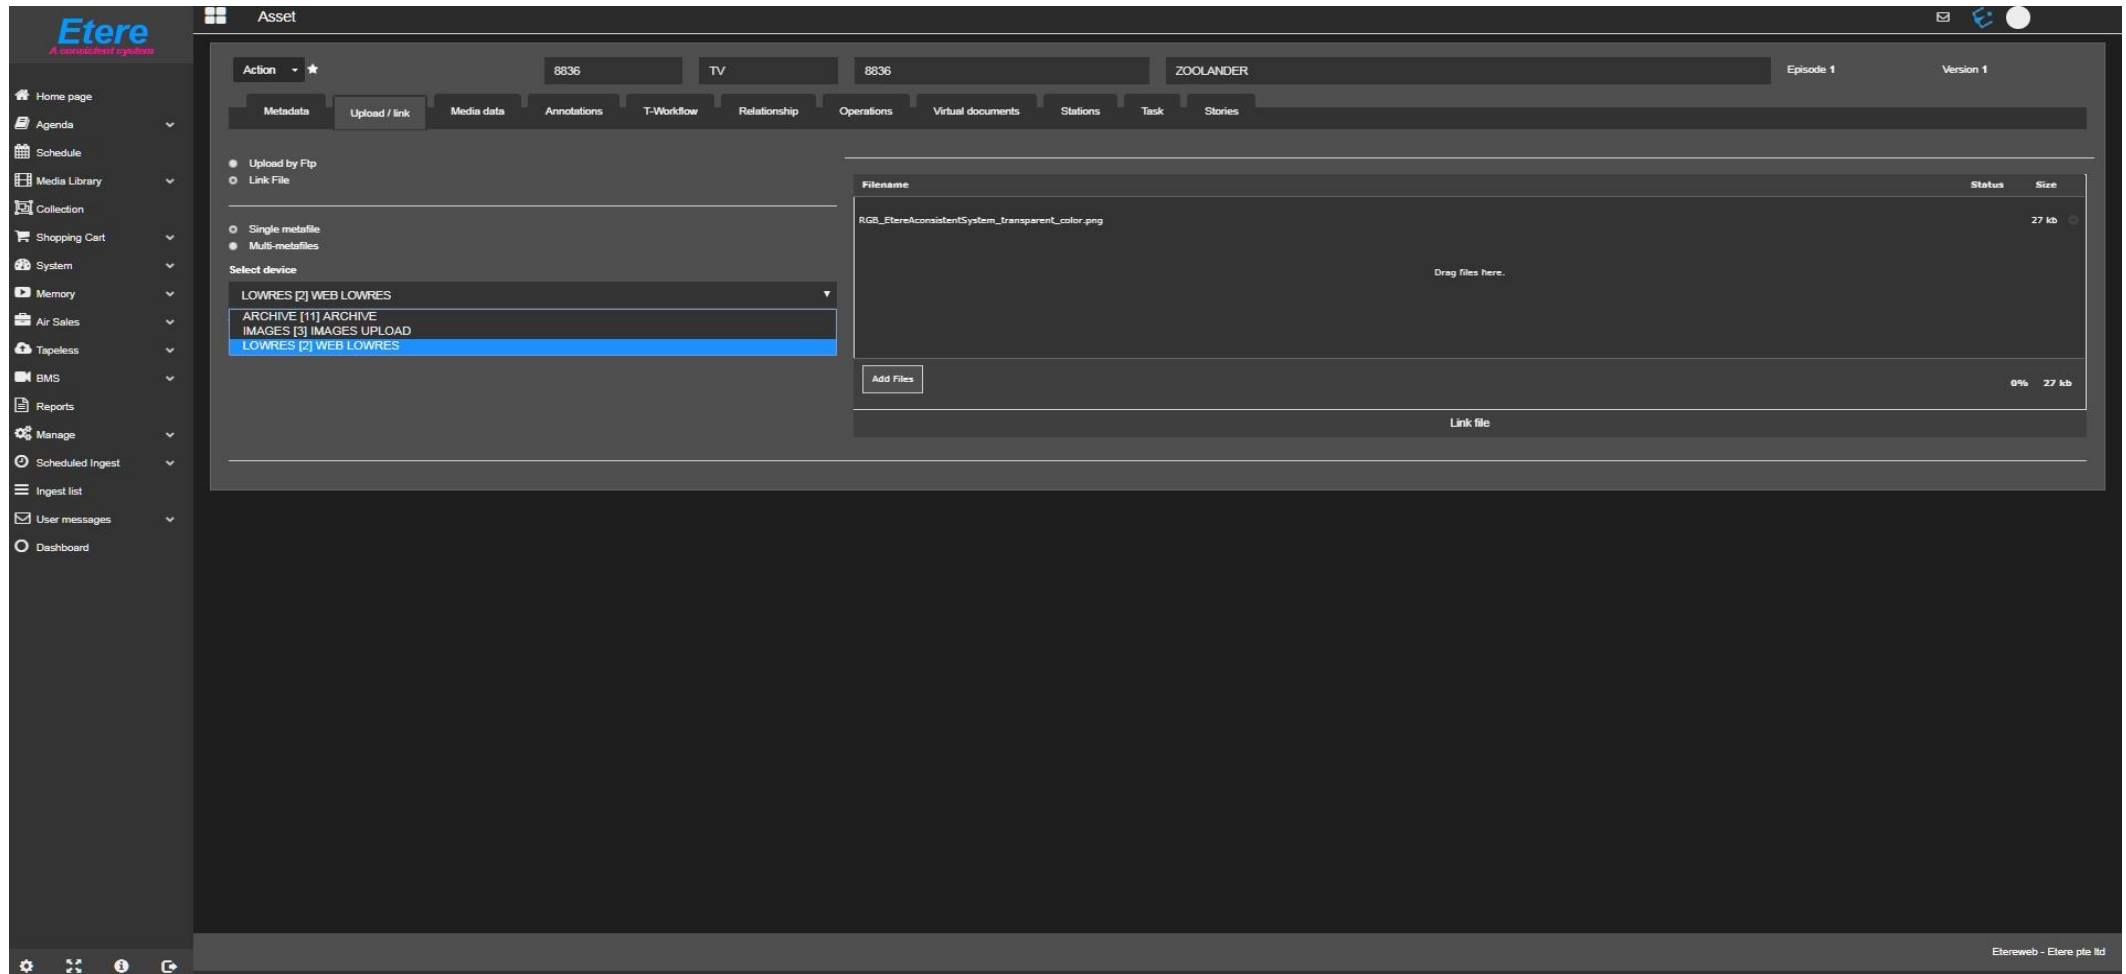 Etere
A consistent system
Asset
Home page
Agenda
Schedule
Media Library
Collection
Shopping Cart
System
Memory
Air Sales
Tapeless
BMS
Reports
Manage
Scheduled Ingest
Ingest list
User messages
Dashboard
Action 8836 TV 8836 ZOOLANDER Episode 1 Version 1
Metadata Upload / link Media data Annotations T-Workflow Relationship Operations Virtual documents Stations Task Stories
Upload by Ftp
Link File
Single metafile
Multi-metafiles
Select device
LOWRES [2] WEB LOWRES
ARCHIVE [11] ARCHIVE
IMAGES [3] IMAGES UPLOAD
LOWRES [2] WEB LOWRES
Filename Status Size
RGB_EtereAconsistentSystem_transparent_color.png 27 kb
Drag files here.
Add Files 0% 27 kb
Link file
Etereweb - Etere pte ltd